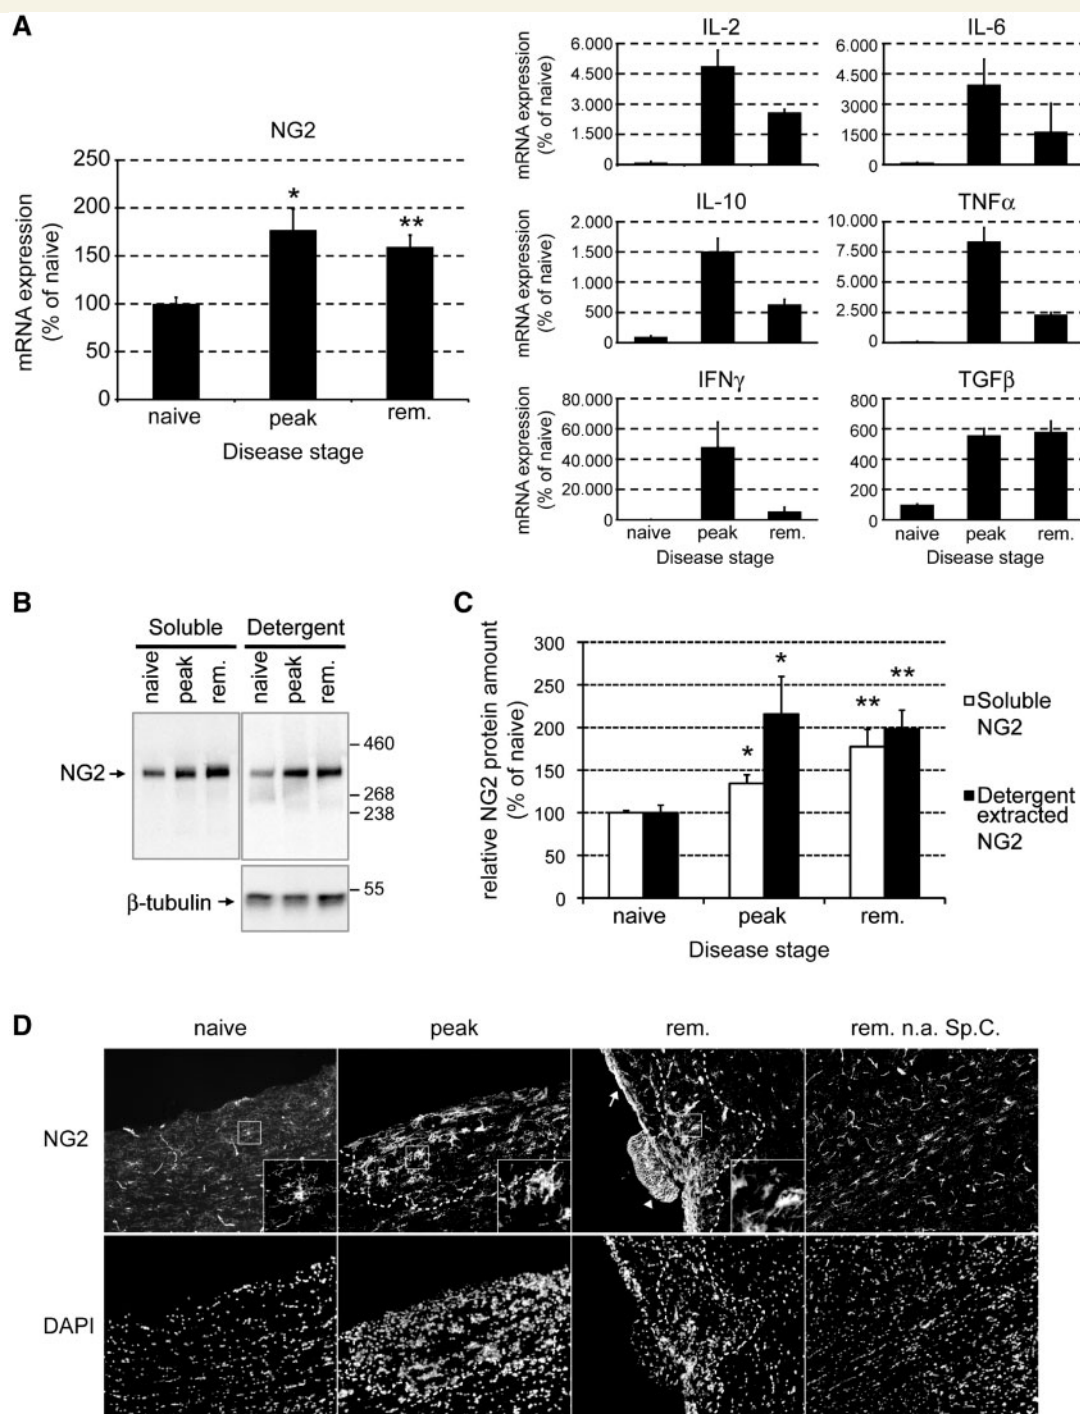 A
NG2
mRNA expression
(% of naive)
250
200
150
100
50
0
*
**
naive
peak
rem.
Disease stage
IL-2
mRNA expression
(% of naive)
6.000
4.500
3.000
1.500
0
IL-6
6.000
4.500
3000
1500
0
IL-10
mRNA expression
(% of naive)
2.000
1.500
1.000
500
0
TNFα
10.000
7.500
5.000
2.500
0
IFNγ
mRNA expression
(% of naive)
80.000
60.000
40.000
20.000
0
naive
peak
rem.
Disease stage
TGFβ
800
600
400
200
0
naive
peak
rem.
Disease stage
B
Soluble
Detergent
naive
peak
rem.
naive
peak
rem.
NG2
460
268
238
β-tubulin
55
C
relative NG2 protein amount
(% of naive)
300
250
200
150
100
50
0
*
*
**
**
naive
peak
rem.
Disease stage
Soluble
NG2
Detergent
extracted
NG2
D
naive
peak
rem.
rem. n.a. Sp.C.
NG2
DAPI